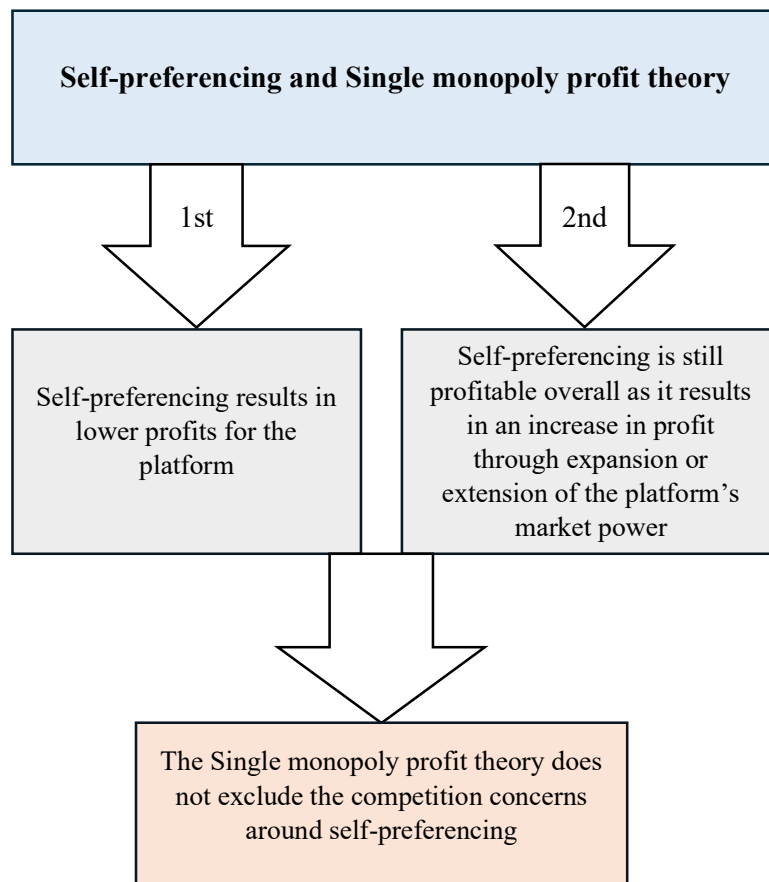 Self-preferencing and Single monopoly profit theory
1st
2nd
Self-preferencing results in
lower profits for the
platform
Self-preferencing is still
profitable overall as it results
in an increase in profit
through expansion or
extension of the platform’s
market power
The Single monopoly profit theory does
not exclude the competition concerns
around self-preferencing